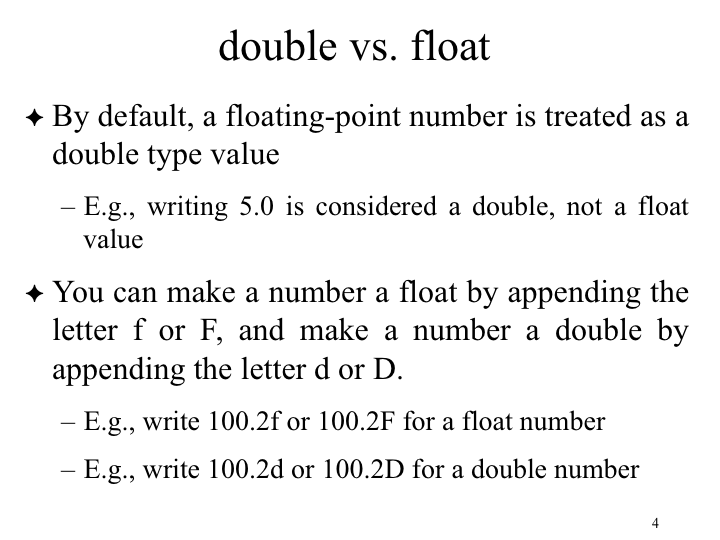 double vs. float
✦ By default, a floating-point number is treated as a
double type value
– E.g., writing 5.0 is considered a double, not a float
value
✦ You can make a number a float by appending the
letter f or F, and make a number a double by
appending the letter d or D.
– E.g., write 100.2f or 100.2F for a float number
– E.g., write 100.2d or 100.2D for a double number
4